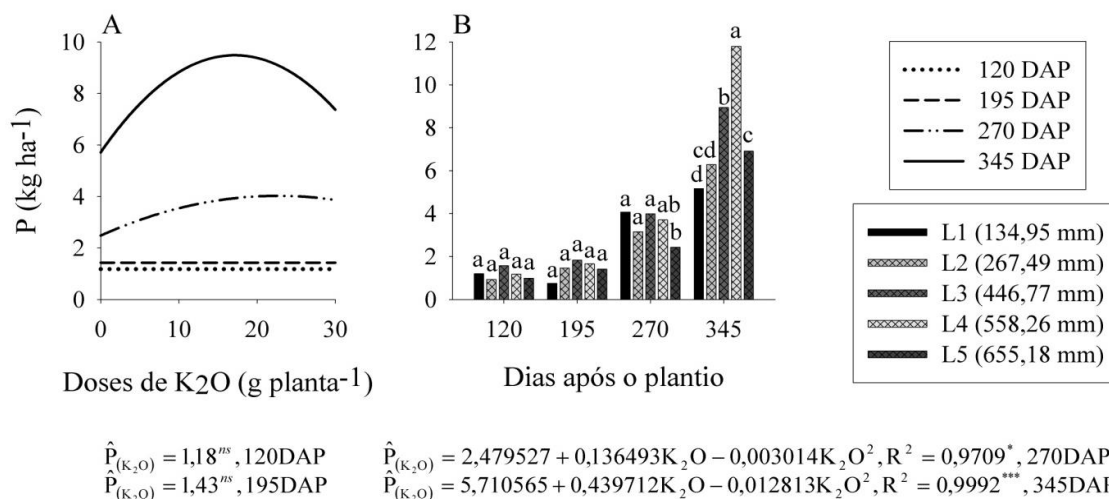 A
P (kg ha-1)
10
8
6
4
2
0
0 10 20 30
Doses de K2O (g planta-1)
B
12
10
8
6
4
2
0
a a a a a
a a a a a
a a a ab b
d cd b a c
120 195 270 345
Dias após o plantio
120 DAP
195 DAP
270 DAP
345 DAP
L1 (134,95 mm)
L2 (267,49 mm)
L3 (446,77 mm)
L4 (558,26 mm)
L5 (655,18 mm)
P̂(K₂O) = 1,18ⁿˢ, 120DAP
P̂(K₂O) = 1,43ⁿˢ, 195DAP
P̂(K₂O) = 2,479527 + 0,136493K₂O − 0,003014K₂O², R² = 0,9709*, 270DAP
P̂(K₂O) = 5,710565 + 0,439712K₂O − 0,012813K₂O², R² = 0,9992***, 345DAP